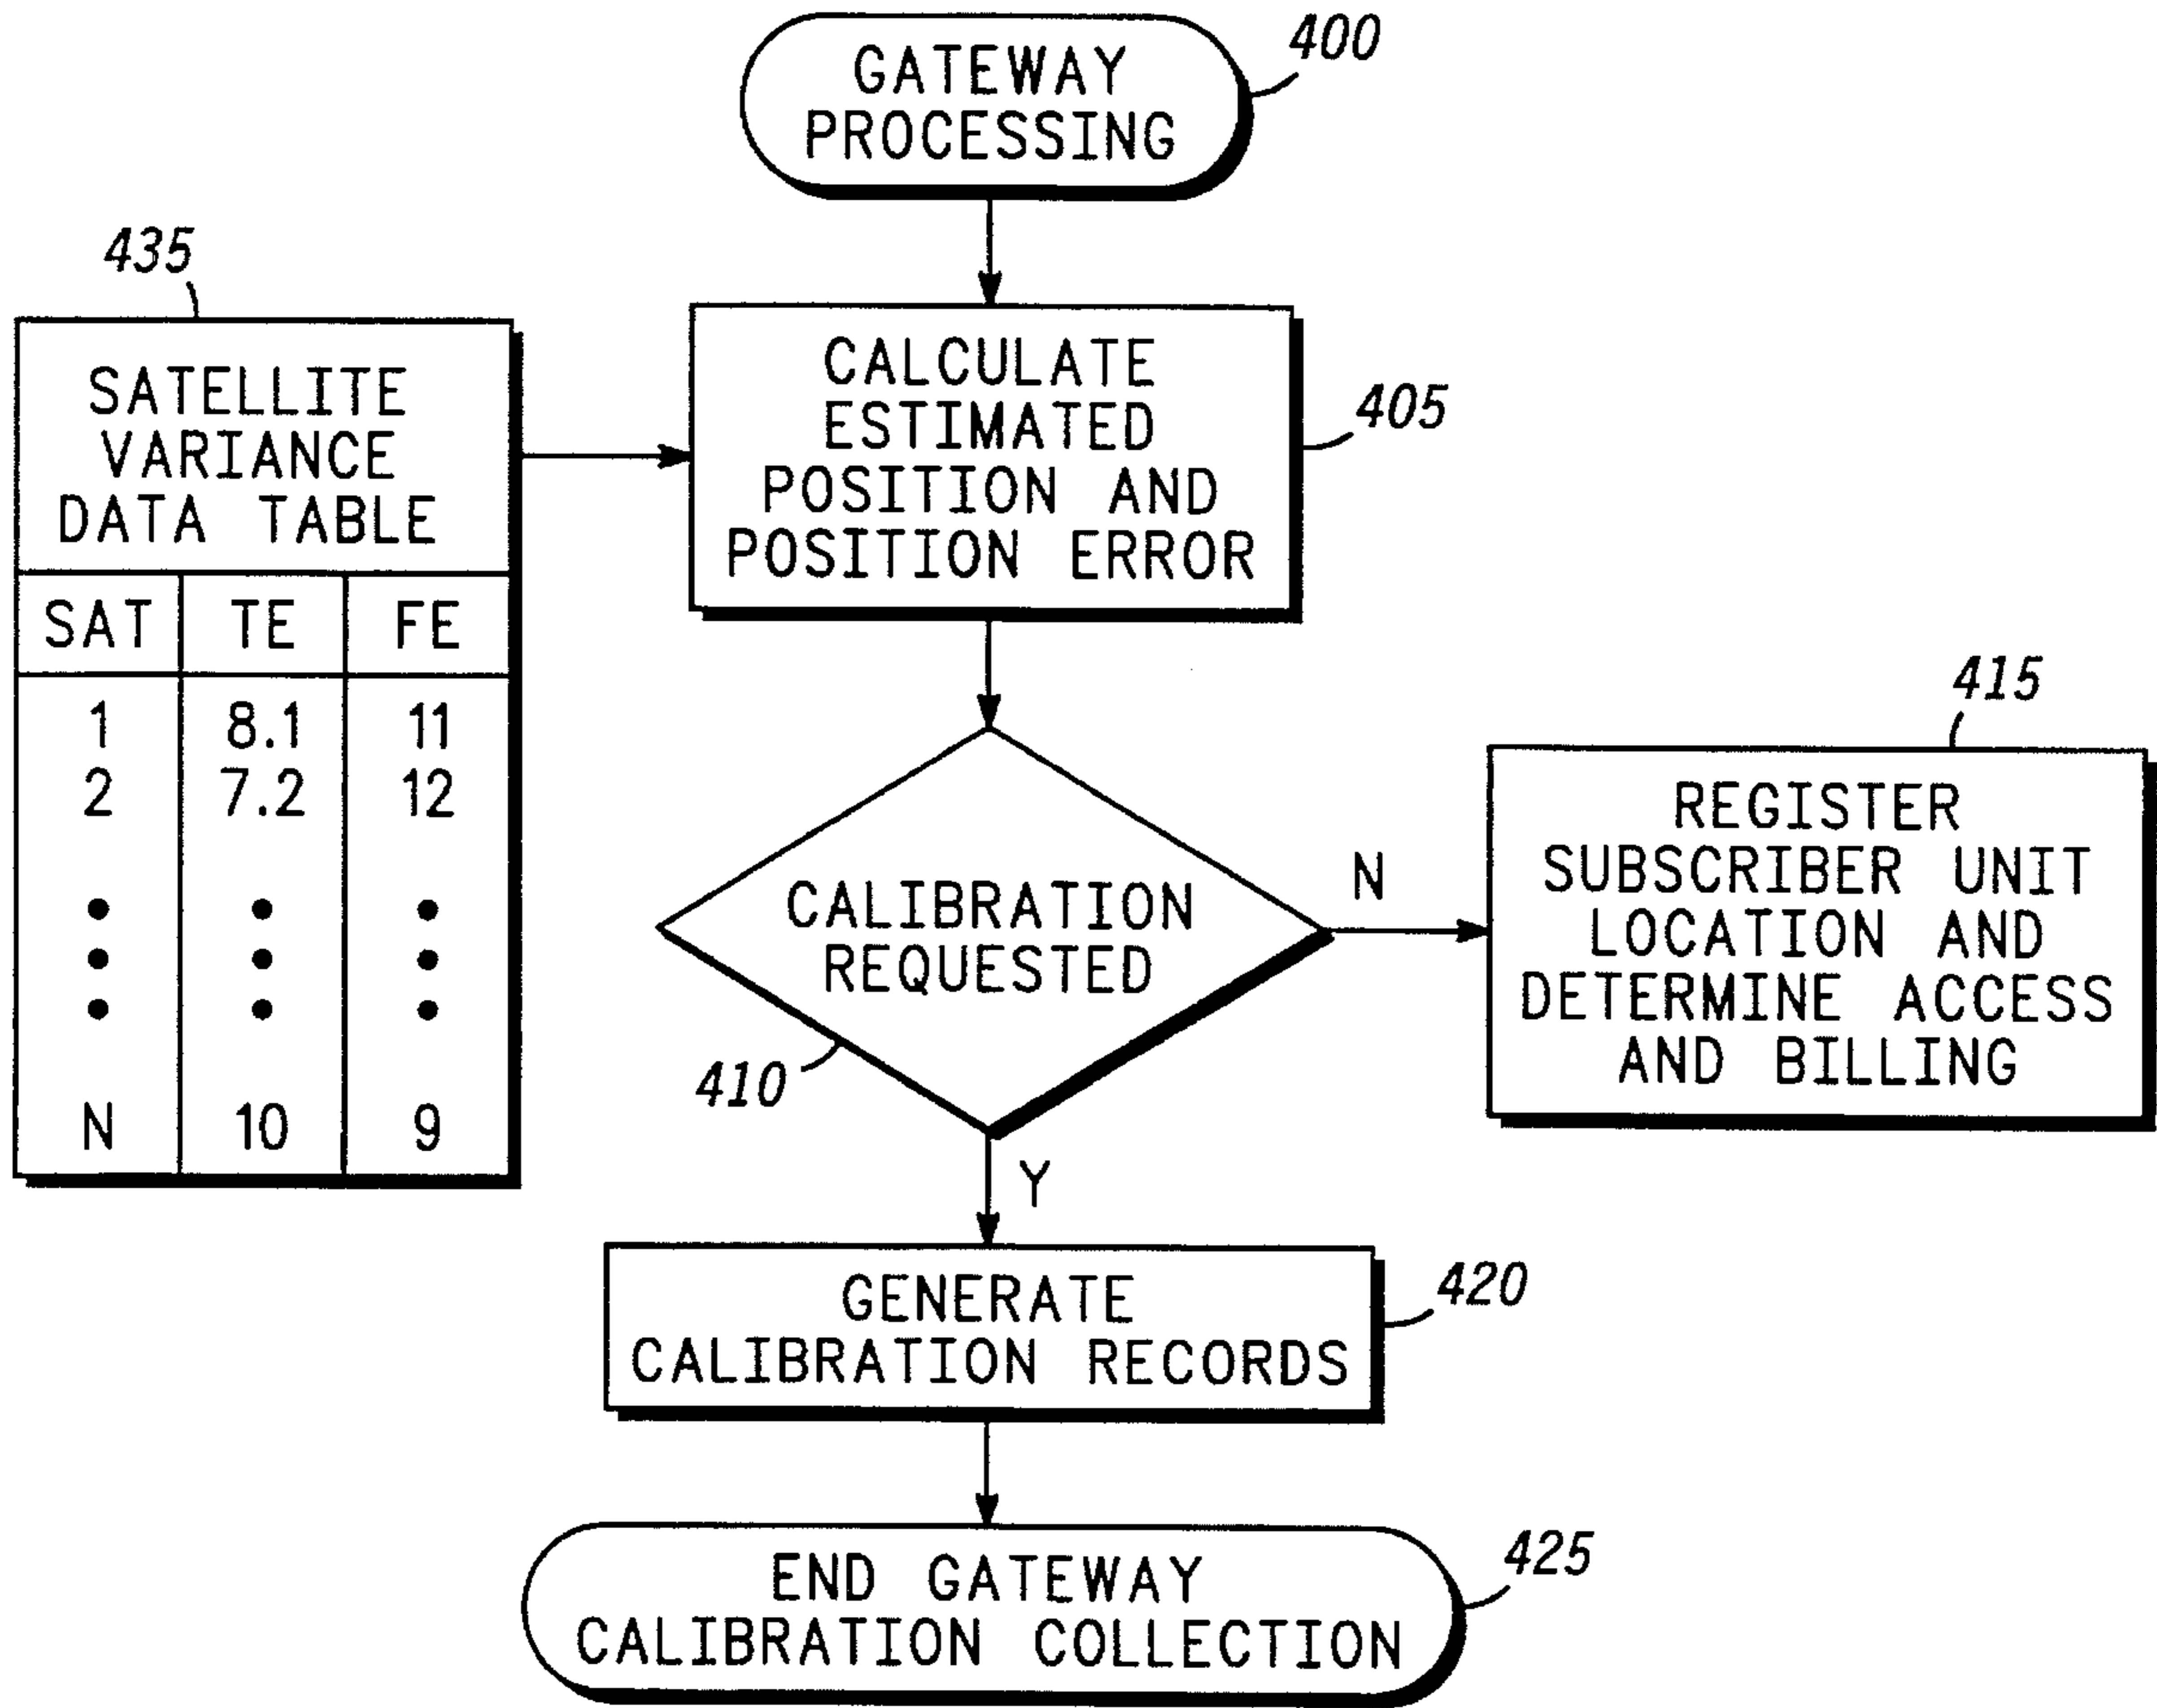 400
GATEWAY
PROCESSING
435
SATELLITE
VARIANCE
DATA TABLE
SAT TE FE
1 8.1 11
2 7.2 12
N 10 9
CALCULATE
ESTIMATED
POSITION AND
POSITION ERROR
405
CALIBRATION
REQUESTED
410
N
415
REGISTER
SUBSCRIBER UNIT
LOCATION AND
DETERMINE ACCESS
AND BILLING
Y
GENERATE
CALIBRATION RECORDS
420
END GATEWAY
CALIBRATION COLLECTION
425